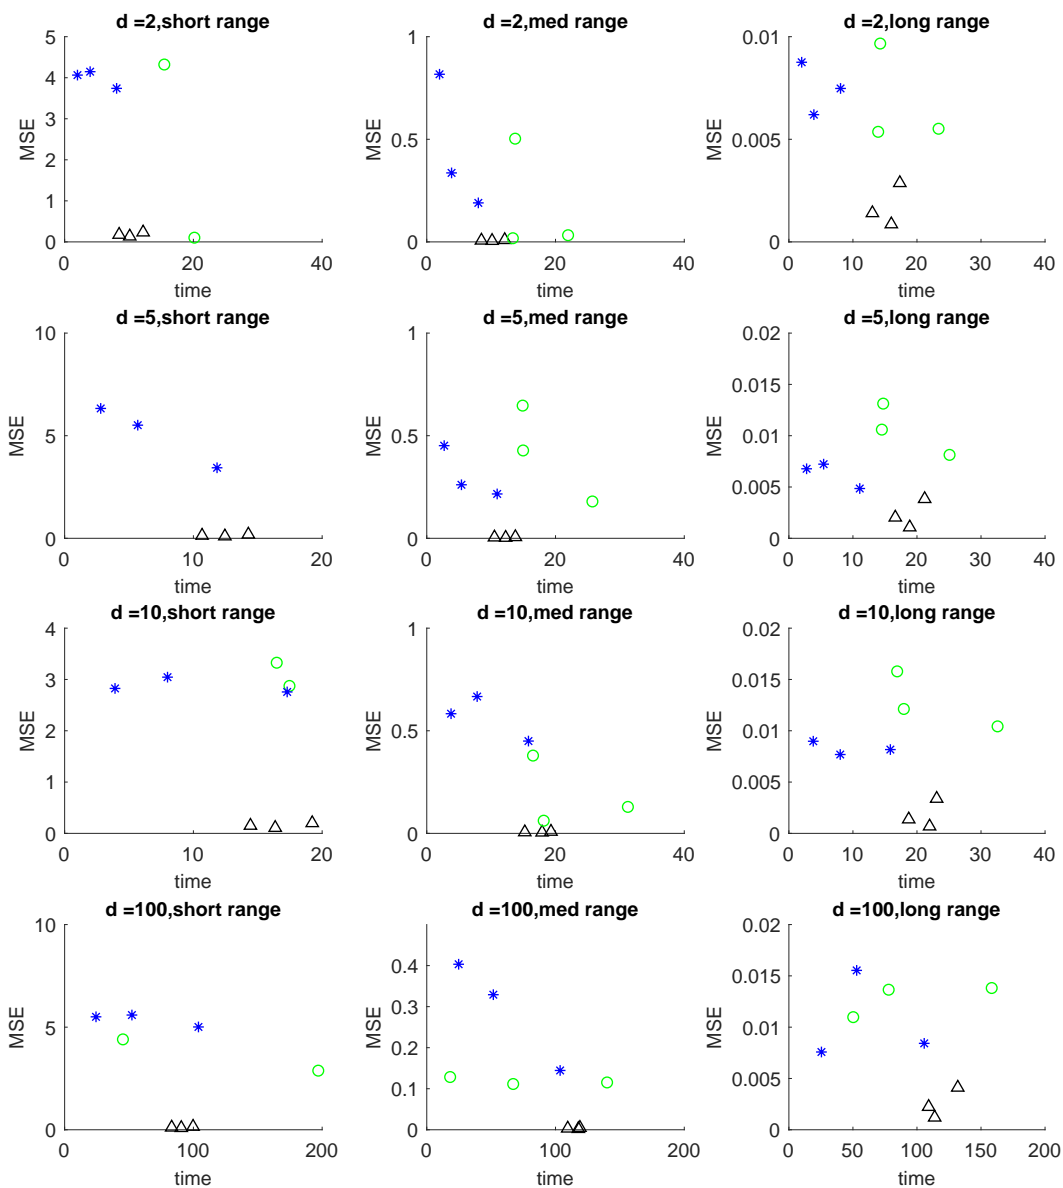 d =2,short range
5
4
3
2
1
0
MSE
0
20
40
time
d =2,med range
1
0.5
0
MSE
0
20
40
time
d =2,long range
0.01
0.005
0
MSE
0
10
20
30
40
time
d =5,short range
10
5
0
MSE
0
10
20
time
d =5,med range
1
0.5
0
MSE
0
20
40
time
d =5,long range
0.02
0.015
0.01
0.005
0
MSE
0
10
20
30
40
time
d =10,short range
4
3
2
1
0
MSE
0
10
20
time
d =10,med range
1
0.5
0
MSE
0
20
40
time
d =10,long range
0.02
0.015
0.01
0.005
0
MSE
0
10
20
30
40
time
d =100,short range
10
5
0
MSE
0
100
200
time
d =100,med range
0.4
0.3
0.2
0.1
0
MSE
0
100
200
time
d =100,long range
0.02
0.015
0.01
0.005
0
MSE
0
50
100
150
200
time